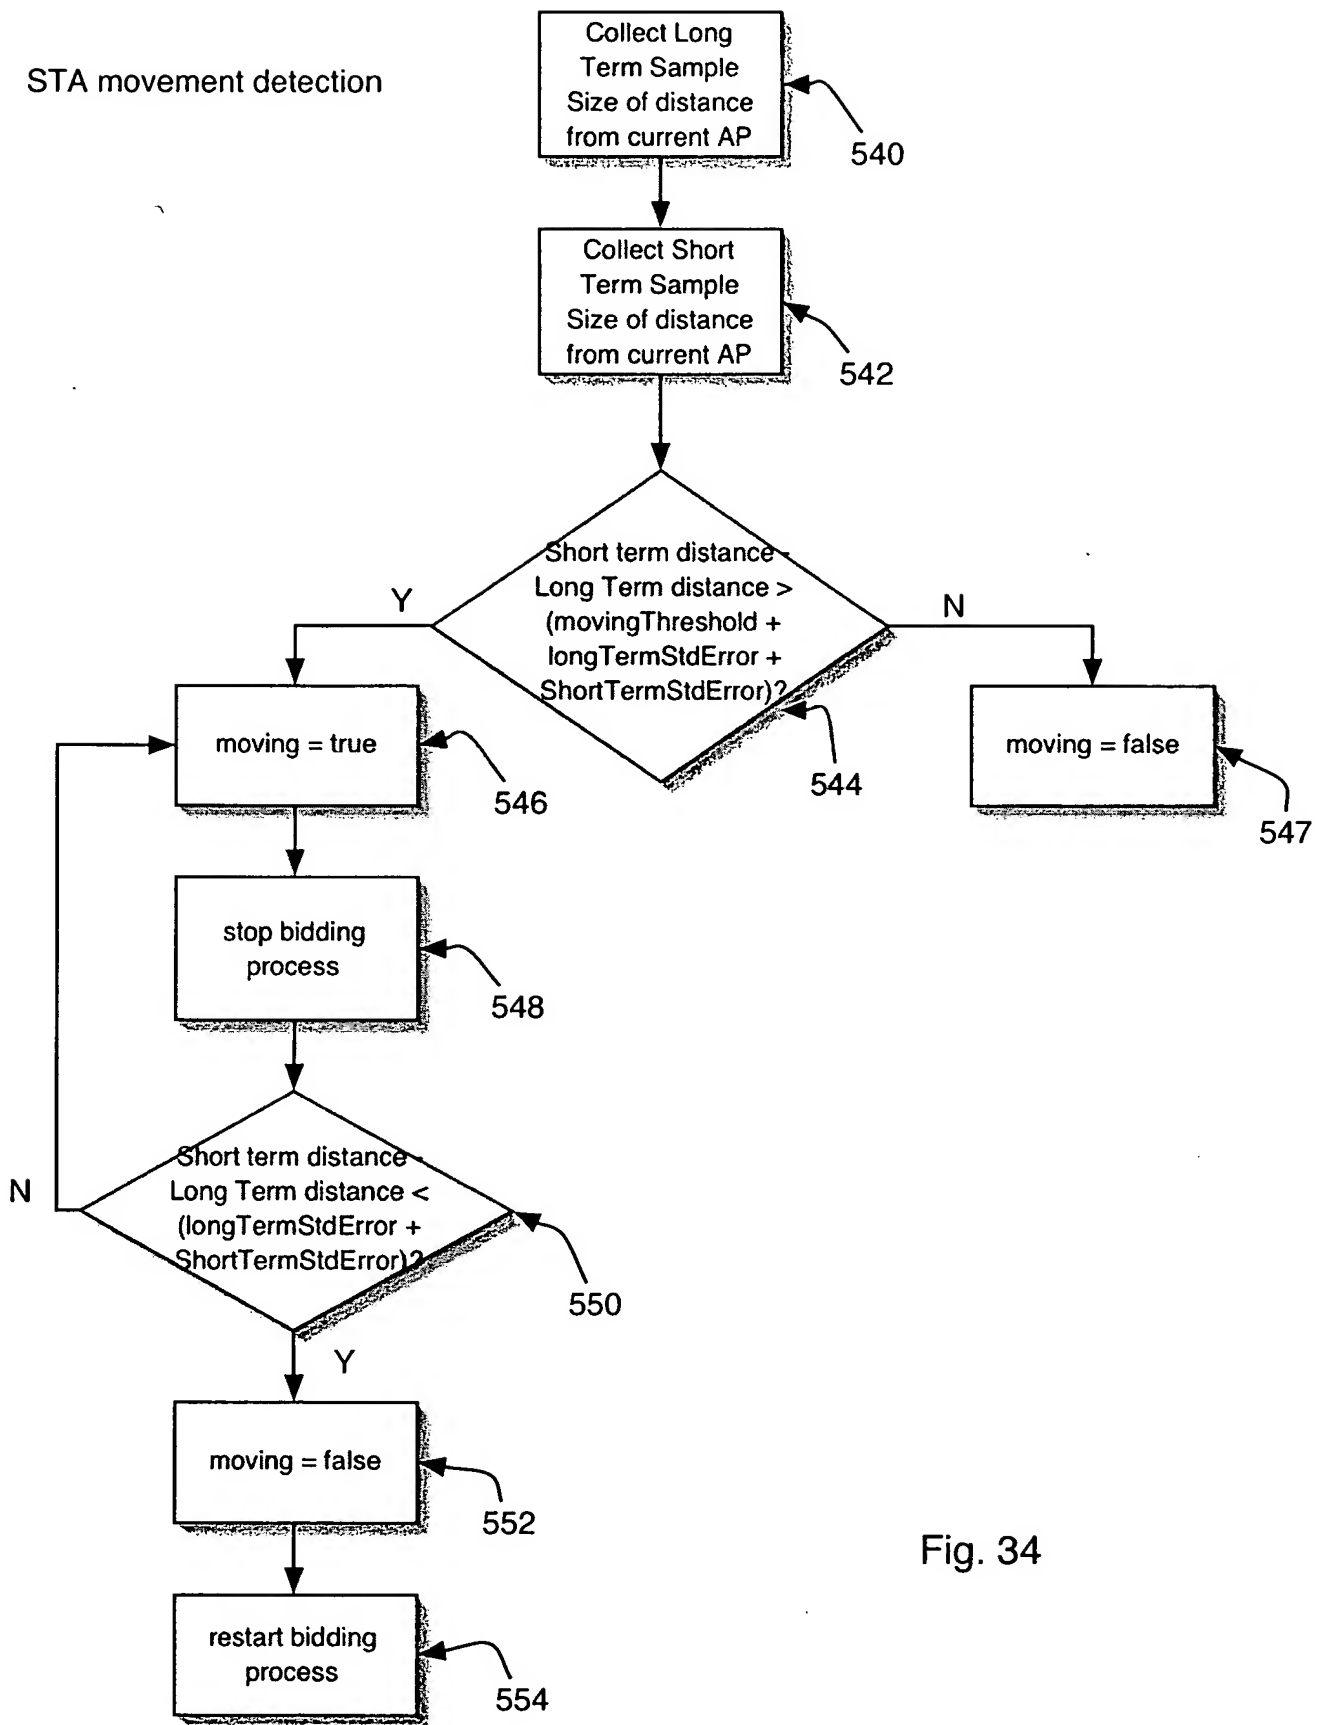 STA movement detection
Collect Long
Term Sample
Size of distance
from current AP
540
Collect Short
Term Sample
Size of distance
from current AP
542
Short term distance -
Long Term distance >
(movingThreshold +
longTermStdError +
ShortTermStdError)?
Y
N
544
moving = true
546
moving = false
547
stop bidding
process
548
Short term distance -
Long Term distance <
(longTermStdError +
ShortTermStdError)?
N
550
Y
moving = false
552
restart bidding
process
554
Fig. 34